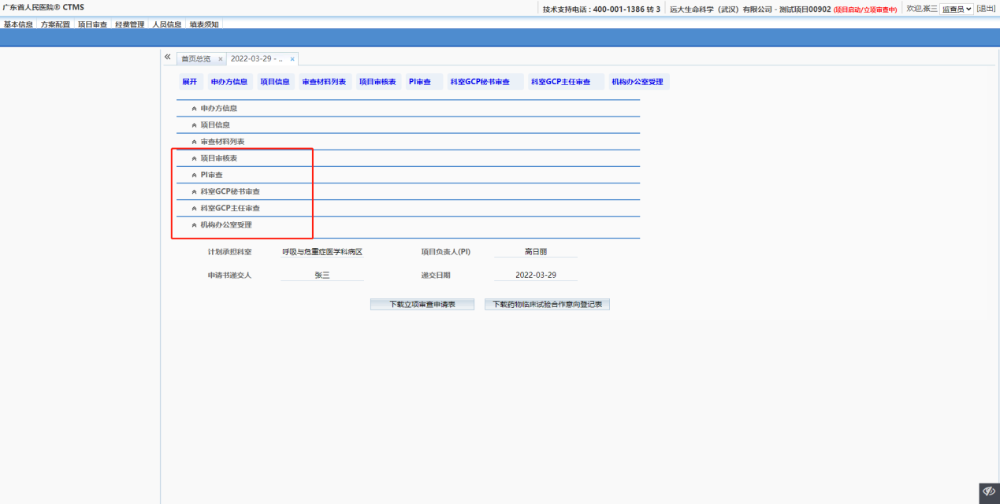 广东省人民医院® CTMS
技术支持电话：400-001-1386 转 3 远大生命科学（武汉）有限公司 - 测试项目00902 (项目启动/立项审查中) 欢迎,张三 监查员 [退出]
基本信息 方案配置 项目审查 经费管理 人员信息 填表须知
首页总览 × 2022-03-29 - .. ×
展开 申办方信息 项目信息 审查材料列表 项目审核表 PI审查 科室GCP秘书审查 科室GCP主任审查 机构办公室受理
申办方信息
项目信息
审查材料列表
项目审核表
PI审查
科室GCP秘书审查
科室GCP主任审查
机构办公室受理
计划承担科室 呼吸与危重症医学科病区 项目负责人(PI) 高日丽
申请书递交人 张三 递交日期 2022-03-29
下载立项审查申请表 下载药物临床试验合作意向登记表